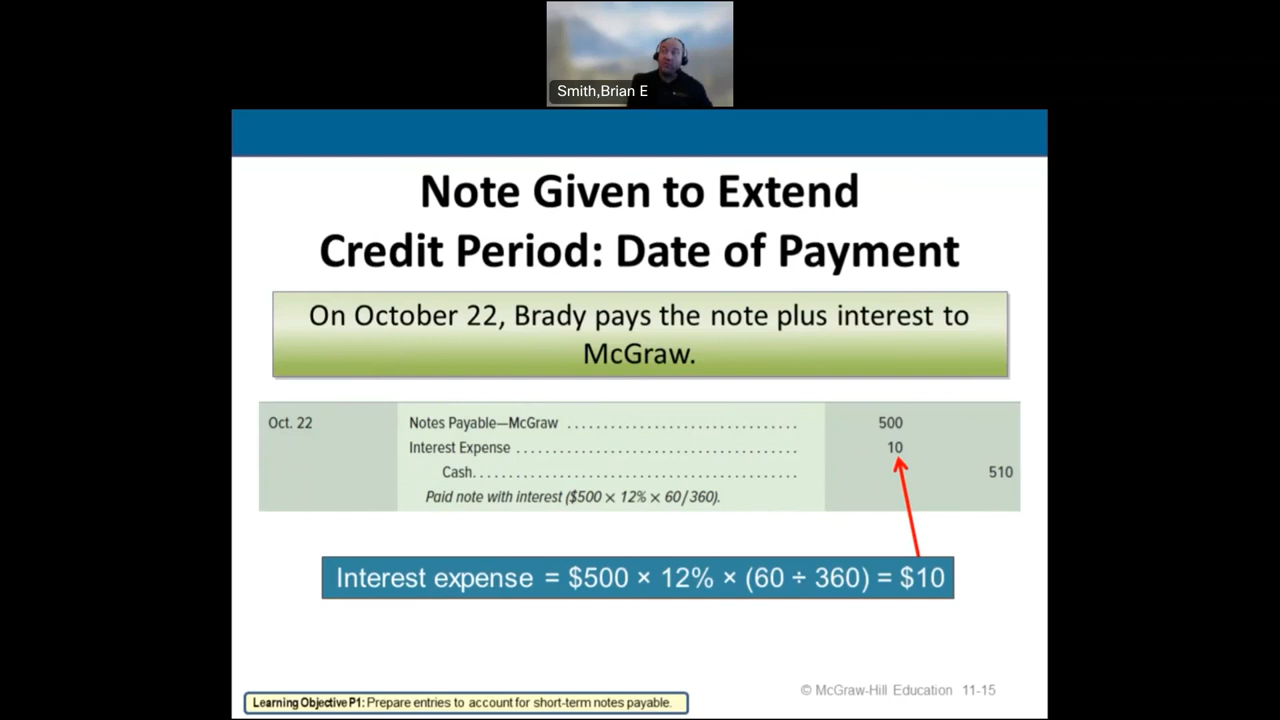 Smith,Brian E
Note Given to Extend
Credit Period: Date of Payment
On October 22, Brady pays the note plus interest to
McGraw.
Oct. 22 Notes Payable—McGraw ................................ 500
Interest Expense ....................................... 10
Cash............................................. 510
Paid note with interest ($500 × 12% × 60/360).
Interest expense = $500 × 12% × (60 ÷ 360) = $10
© McGraw-Hill Education 11-15
Learning Objective P1: Prepare entries to account for short-term notes payable.